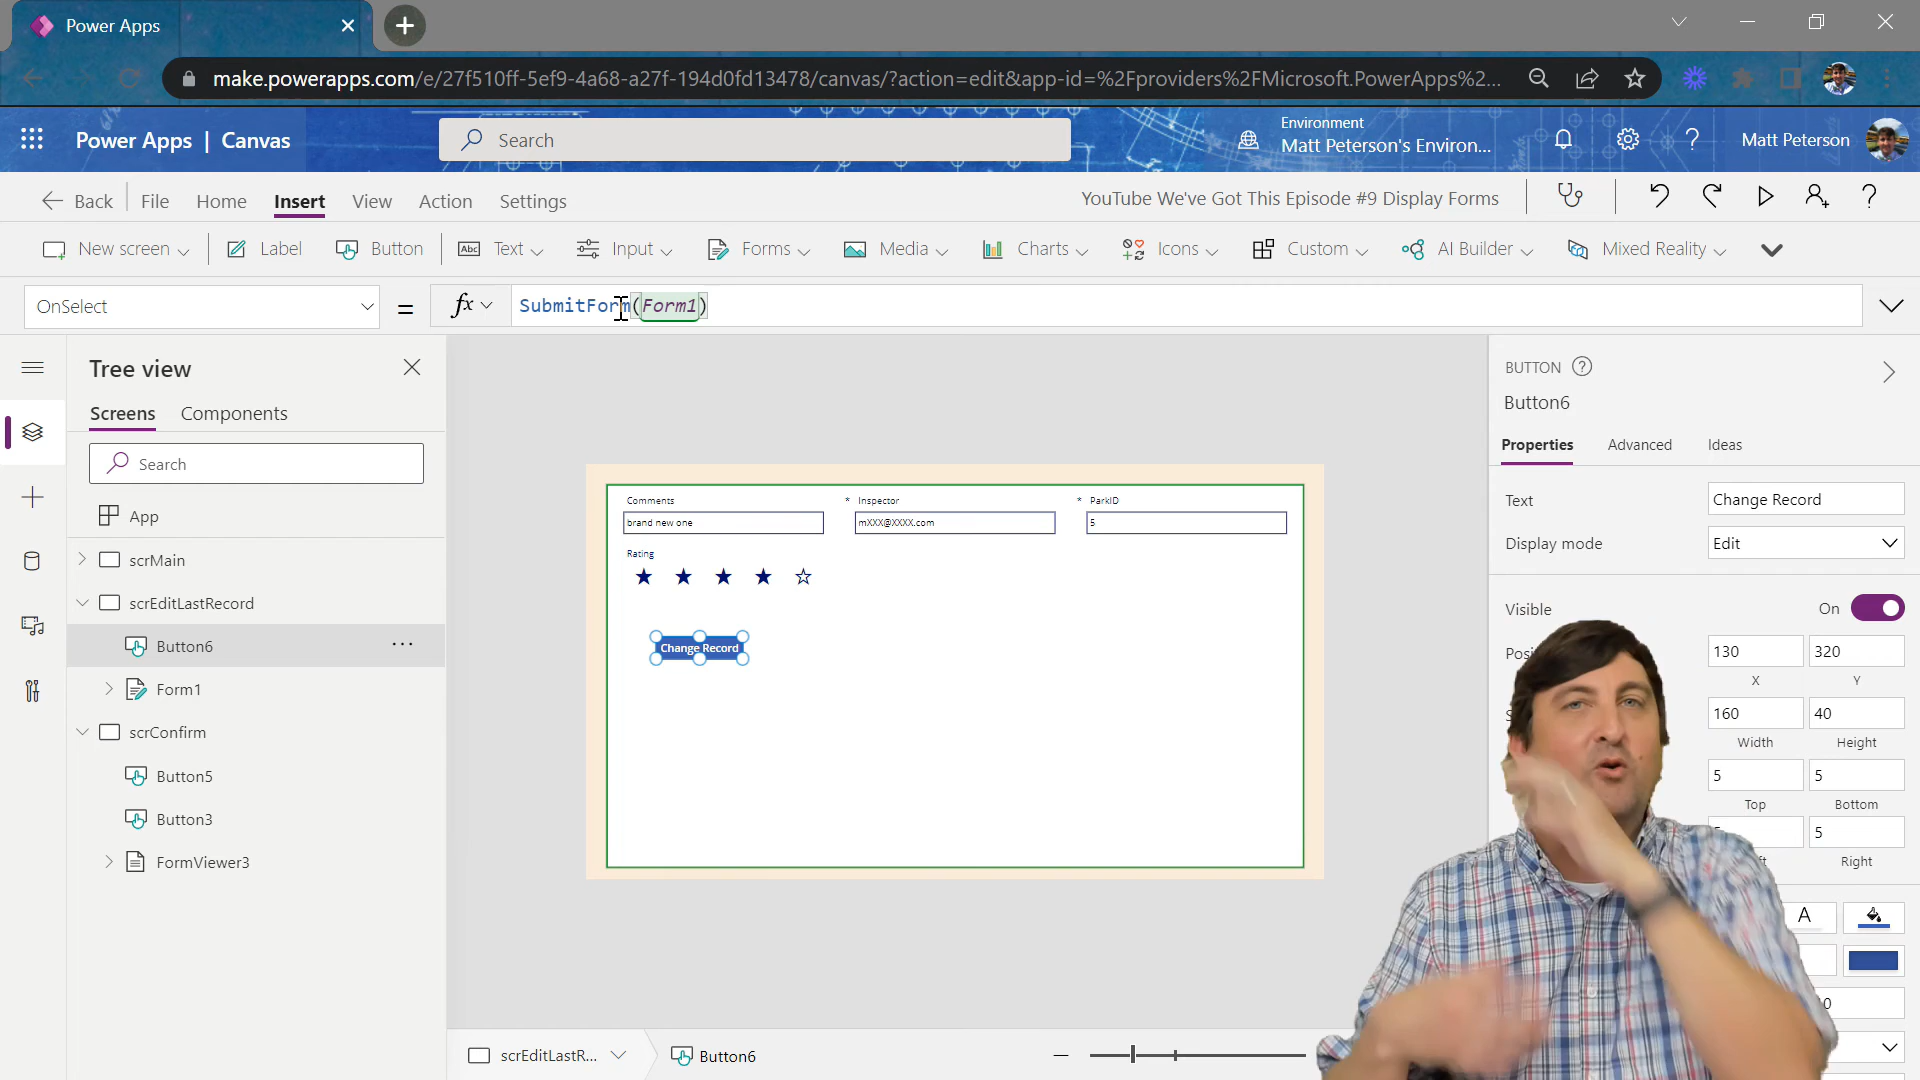 Power Apps
make.powerapps.com/e/27f510ff-5ef9-4a68-a27f-194d0fd13478/canvas/?action=edit&app-id=%2Fproviders%2FMicrosoft.PowerApps%2...
Power Apps | Canvas
Search
Environment
Matt Peterson's Environ...
Matt Peterson
Back
File
Home
Insert
View
Action
Settings
YouTube We've Got This Episode #9 Display Forms
New screen
Label
Button
Abc
Text
Input
Forms
Media
Charts
Icons
Custom
AI Builder
Mixed Reality
OnSelect
=
fx
SubmitForm(Form1)
Tree view
Screens
Components
Search
App
scrMain
scrEditLastRecord
Button6
...
Form1
scrConfirm
Button5
Button3
FormViewer3
Comments
brand new one
* Inspector
mXXX@XXXX.com
* ParkID
5
Rating
Change Record
scrEditLastR...
Button6
BUTTON
Button6
Properties
Advanced
Ideas
Text
Change Record
Display mode
Edit
Visible
On
130
320
X
Y
160
40
Width
Height
5
5
Top
Bottom
5
Right
A